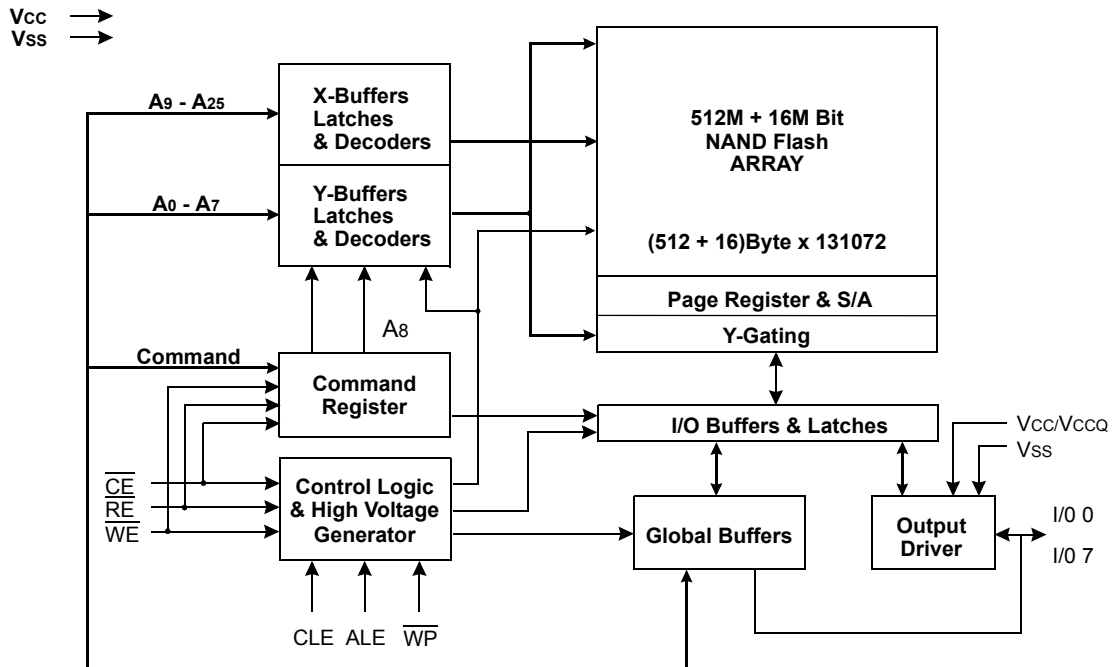 VCC
VSS
A9 - A25
X-Buffers
Latches
& Decoders
512M + 16M Bit
NAND Flash
ARRAY
A0 - A7
Y-Buffers
Latches
& Decoders
(512 + 16)Byte x 131072
Page Register & S/A
Y-Gating
A8
Command
Command
Register
I/O Buffers & Latches
VCC/VCCQ
VSS
CE
RE
WE
Control Logic
& High Voltage
Generator
Global Buffers
Output
Driver
I/0 0
I/0 7
CLE
ALE
WP